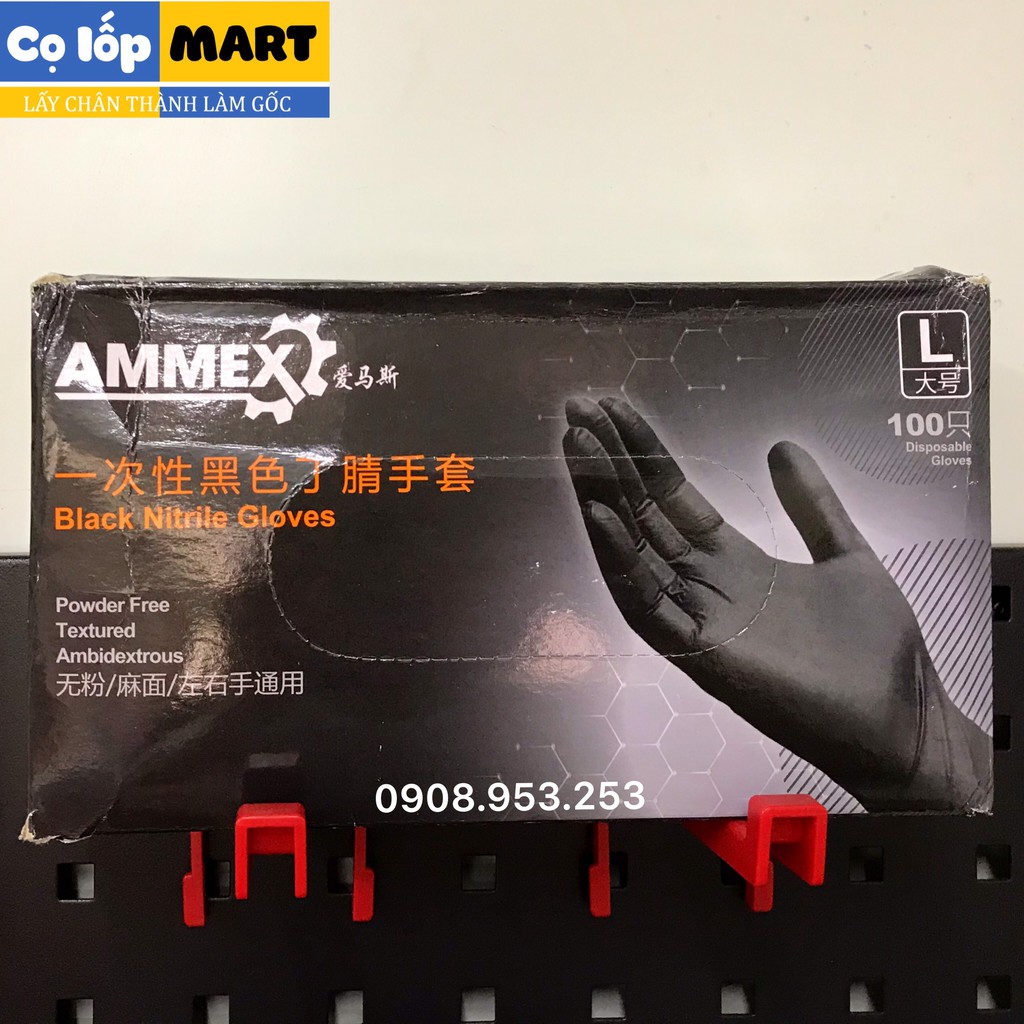 Cọ lốp MART
LẤY CHÂN THÀNH LÀM GỐC
AMMEX 爱马斯
L
大号
100只
Disposable
Gloves
一次性黑色丁腈手套
Black Nitrile Gloves
Powder Free
Textured
Ambidextrous
无粉/麻面/左右手通用
0908.953.253